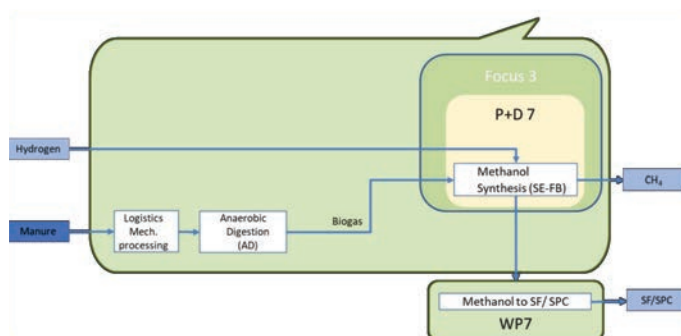 Focus 3
P+D 7
Hydrogen
Methanol
Synthesis (SE-FB)
CH₄
Manure
Logistics
Mech.
processing
Anaerobic
Digestion
(AD)
Biogas
Methanol to SF/ SPC
SF/SPC
WP7